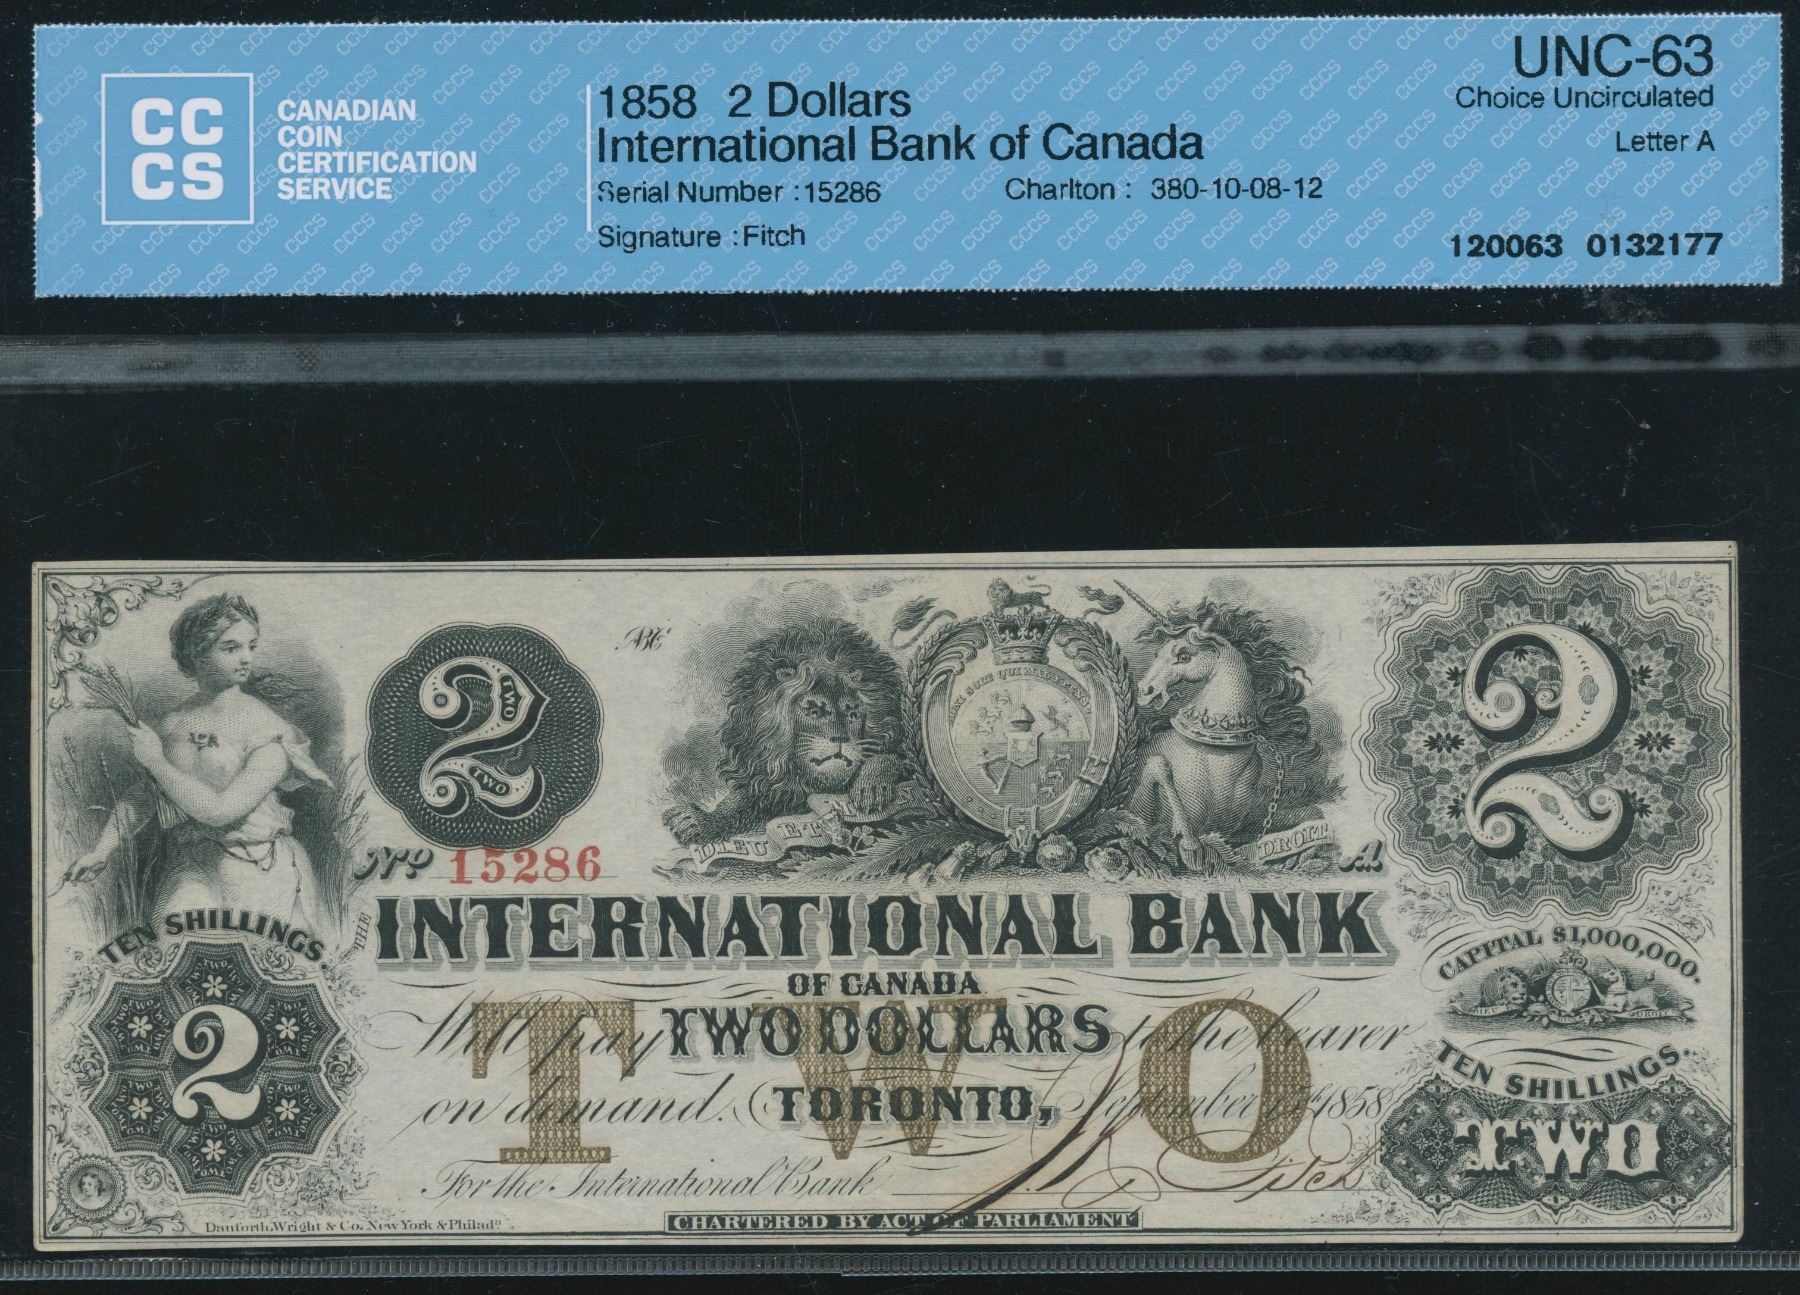 CC
CS
CANADIAN
COIN
CERTIFICATION
SERVICE
1858 2 Dollars
International Bank of Canada
Serial Number :15286 Charlton : 380-10-08-12
Signature :Fitch
UNC-63
Choice Uncirculated
Letter A
120063 0132177
2
TWO
TWO
No 15286
DIEU ET
DROIT
A
2
TEN SHILLINGS.
THE INTERNATIONAL BANK
OF CANADA
CAPITAL $1,000,000.
Will pay TWO DOLLARS to the bearer
TWO
on demand. TORONTO, September 15th 1858
2
TEN SHILLINGS.
TWO
For the International Bank Fitch
Danforth, Wright & Co. New York & Philada
CHARTERED BY ACT OF PARLIAMENT